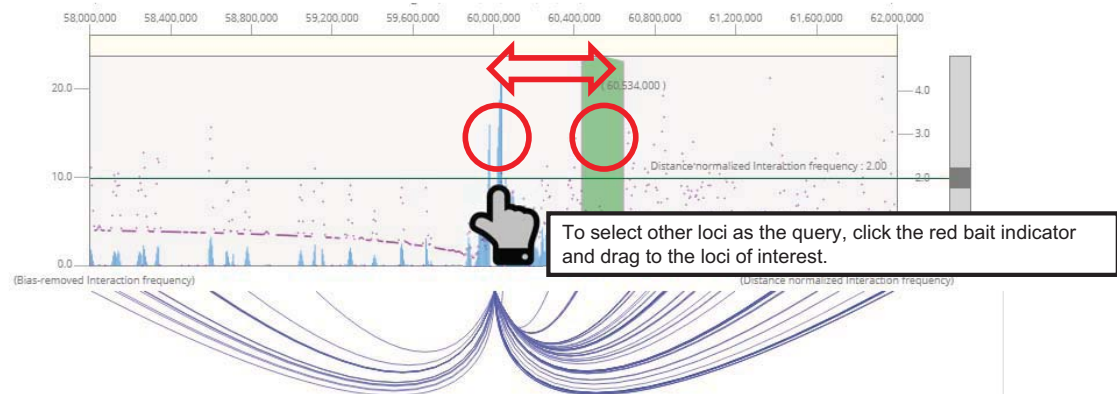 58,000,000 58,400,000 58,800,000 59,200,000 59,600,000 60,000,000 60,400,000 60,800,000 61,200,000 61,600,000 62,000,000
20.0
( 60,534,000 )
4.0
3.0
Distance normalized Interaction frequency : 2.00
10.0
2.0
To select other loci as the query, click the red bait indicator
and drag to the loci of interest.
0.0
(Bias-removed Interaction frequency) (Distance normalized Interaction frequency)